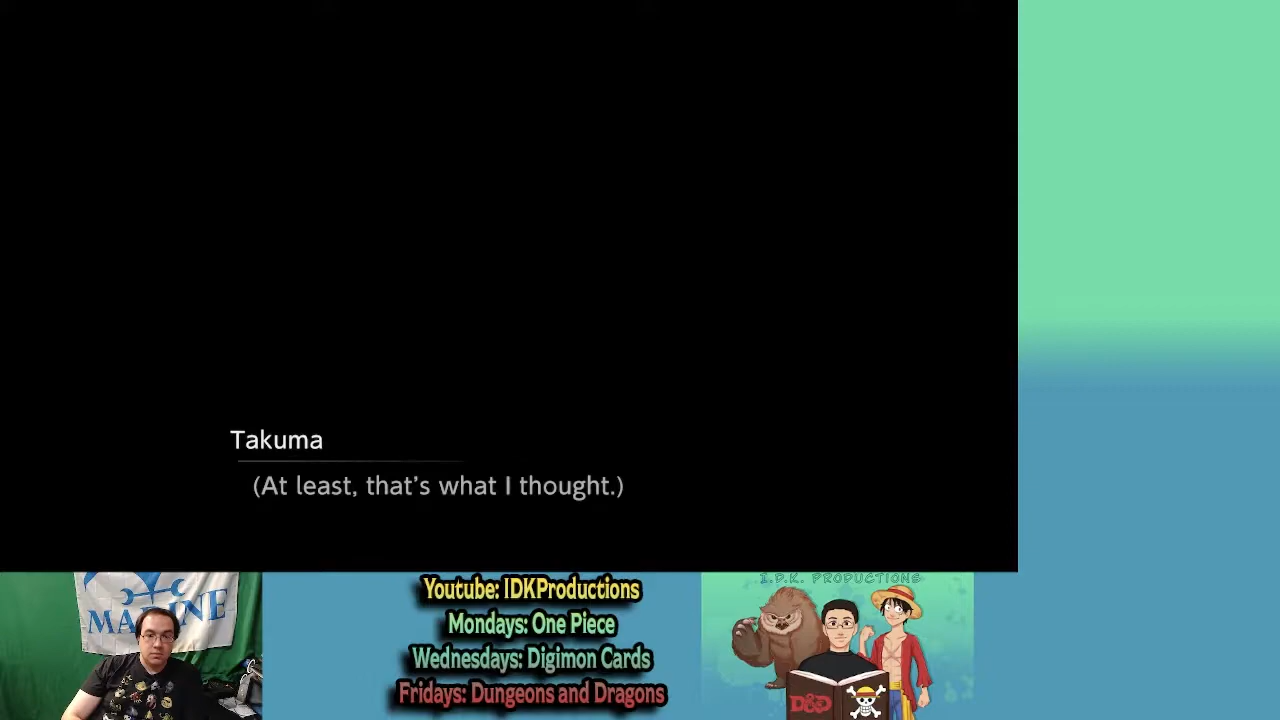 Takuma
(At least, that's what I thought.)
MARINE
Youtube: IDKProductions
Mondays: One Piece
Wednesdays: Digimon Cards
Fridays: Dungeons and Dragons
I.D.K. PRODUCTIONS
D&D